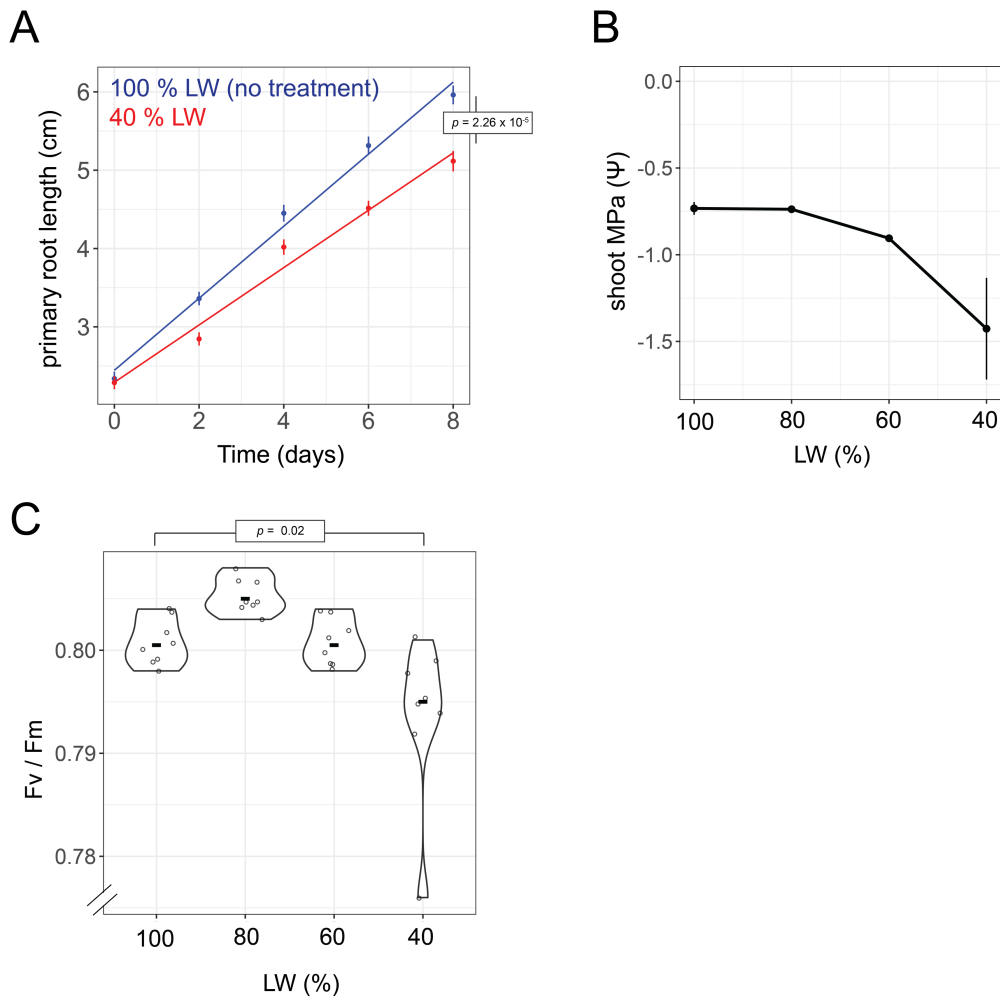 A
100 % LW (no treatment)
40 % LW
p = 2.26 x 10-5
primary root length (cm)
6
5
4
3
0 2 4 6 8
Time (days)
B
shoot MPa (Ψ)
0.0
-0.5
-1.0
-1.5
100 80 60 40
LW (%)
C
p = 0.02
Fv / Fm
0.80
0.79
0.78
100 80 60 40
LW (%)